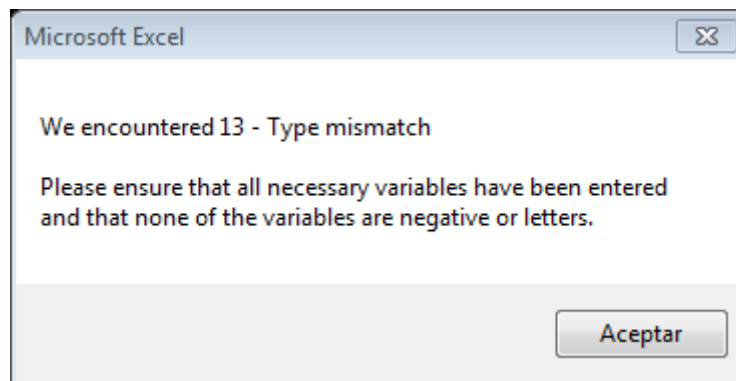 Microsoft Excel
We encountered 13 - Type mismatch
Please ensure that all necessary variables have been entered
and that none of the variables are negative or letters.
Aceptar